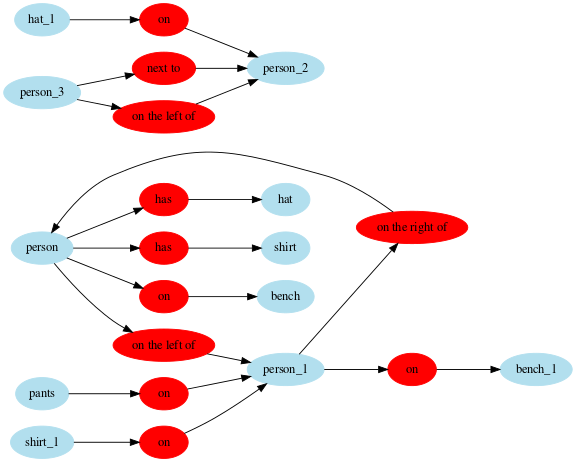 hat_1
on
person_3
next to
person_2
on the left of
person
has
hat
on the right of
has
shirt
on
bench
on the left of
person_1
on
bench_1
pants
on
shirt_1
on